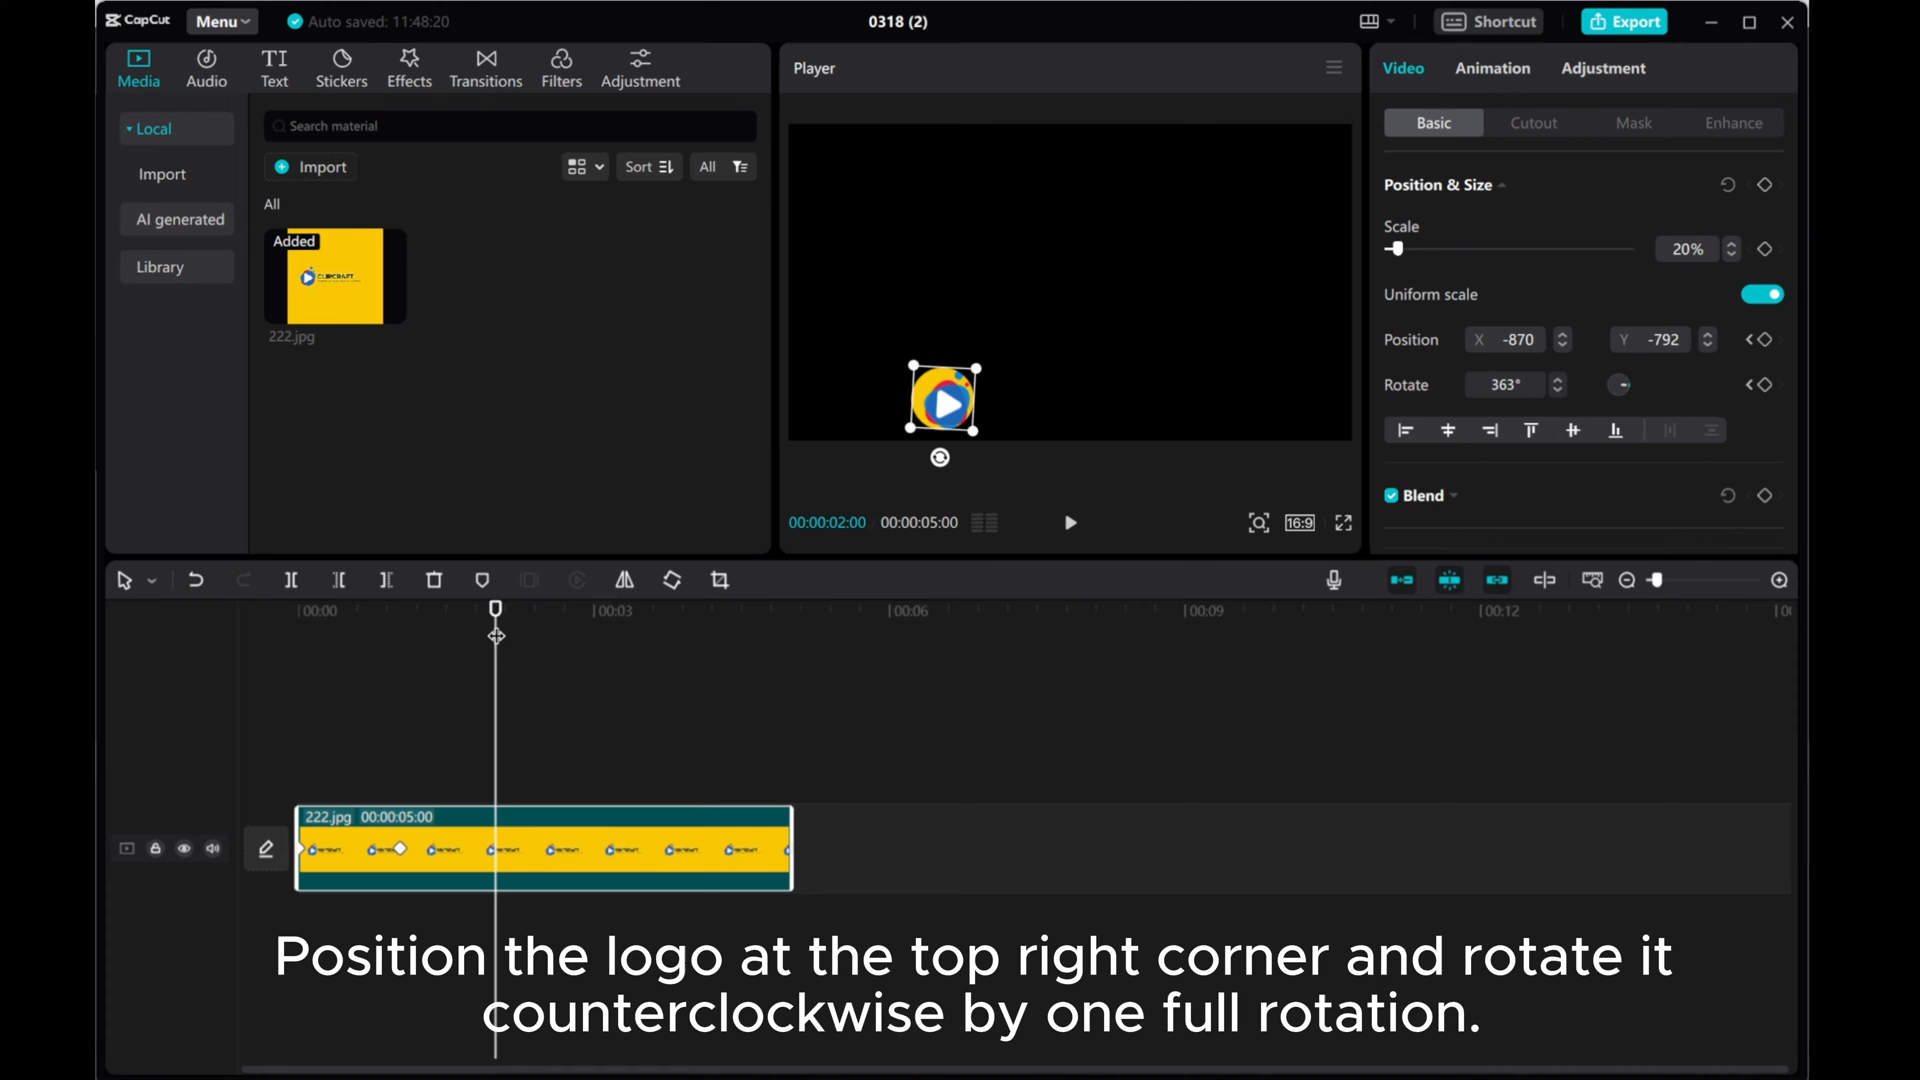 CapCut
Menu
Auto saved: 11:48:20
0318 (2)
Shortcut
Export
Media
Audio
Text
Stickers
Effects
Transitions
Filters
Adjustment
Local
Import
AI generated
Library
Search material
Import
Sort
All
All
Added
CLIPCRAFT
222.jpg
Player
00:00:02:00
00:00:05:00
16:9
Video
Animation
Adjustment
Basic
Cutout
Mask
Enhance
Position & Size
Scale
20%
Uniform scale
Position
X -870
Y -792
Rotate
363°
Blend
00:00
00:03
00:06
00:09
00:12
222.jpg 00:00:05:00
Position the logo at the top right corner and rotate it
counterclockwise by one full rotation.